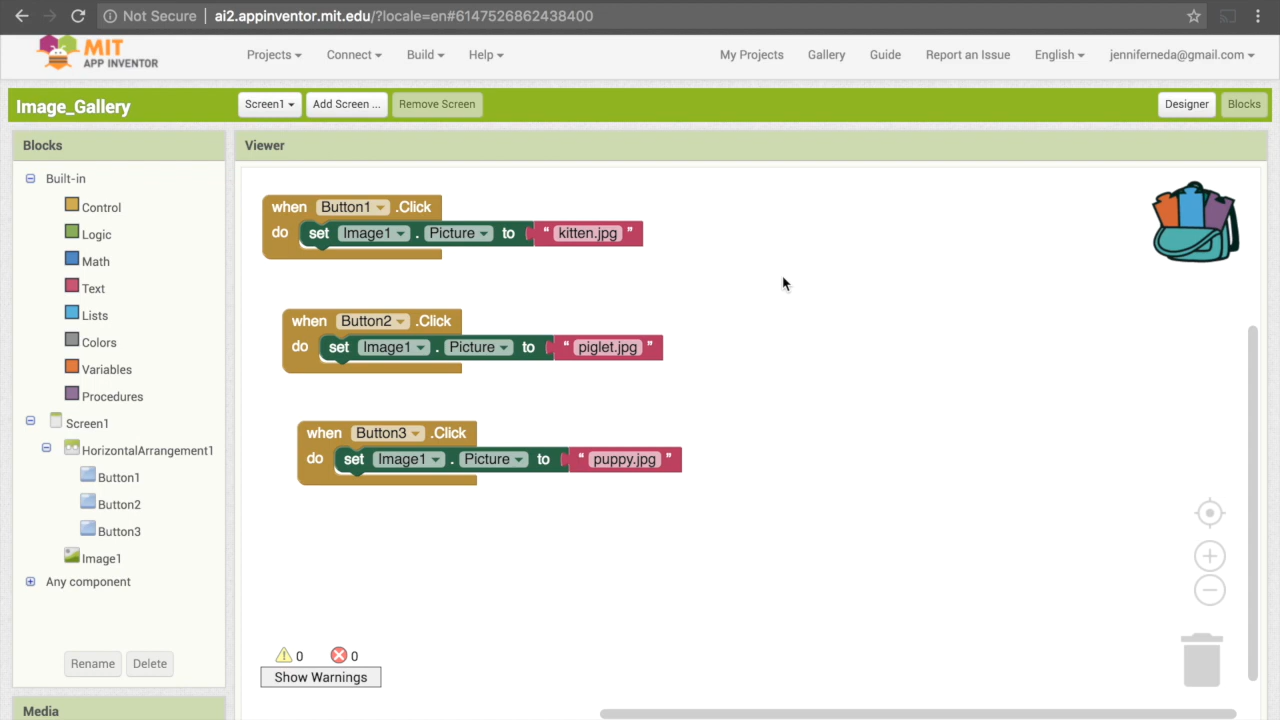 Not Secure ai2.appinventor.mit.edu/?locale=en#6147526862438400
MIT APP INVENTOR Projects Connect Build Help My Projects Gallery Guide Report an Issue English jenniferneda@gmail.com
Image_Gallery Screen1 Add Screen ... Remove Screen Designer Blocks
Blocks
Built-in
Control
Logic
Math
Text
Lists
Colors
Variables
Procedures
Screen1
HorizontalArrangement1
Button1
Button2
Button3
Image1
Any component
Rename Delete
Media
Viewer
when Button1 .Click
do set Image1 . Picture to “ kitten.jpg ”
when Button2 .Click
do set Image1 . Picture to “ piglet.jpg ”
when Button3 .Click
do set Image1 . Picture to “ puppy.jpg ”
0 0
Show Warnings